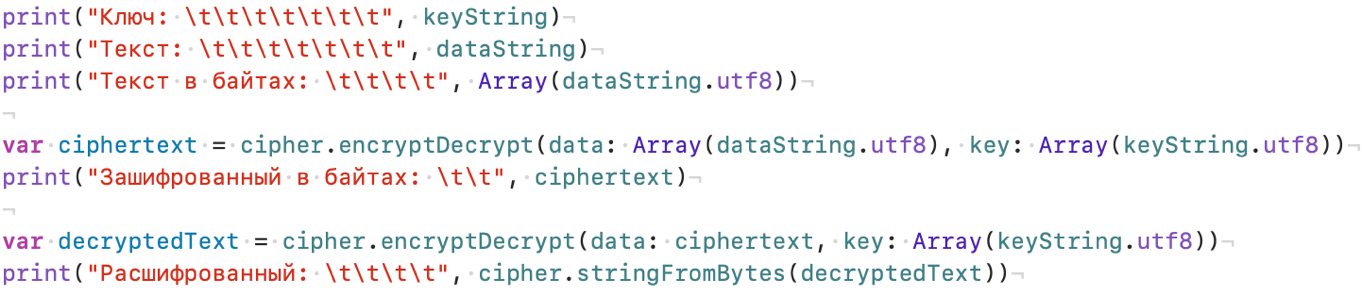 print("Ключ: \t\t\t\t\t\t\t\t", keyString)
print("Текст: \t\t\t\t\t\t\t\t", dataString)
print("Текст в байтах: \t\t\t\t", Array(dataString.utf8))
var ciphertext = cipher.encryptDecrypt(data: Array(dataString.utf8), key: Array(keyString.utf8))
print("Зашифрованный в байтах: \t\t", ciphertext)
var decryptedText = cipher.encryptDecrypt(data: ciphertext, key: Array(keyString.utf8))
print("Расшифрованный: \t\t\t\t", cipher.stringFromBytes(decryptedText))